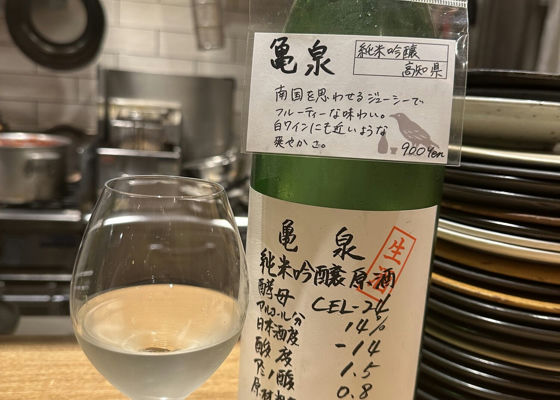 亀泉
純米吟醸
高知県
南国を思わせるジューシーで
フルーティーな味わい。
白ワインにも近いような
爽やかさ。
900yen
亀泉
生酒
純米吟醸原酒
酵母 CEL-24
アルコール分 14%
日本酒度 -14
酸度 1.5
アミノ酸 0.8